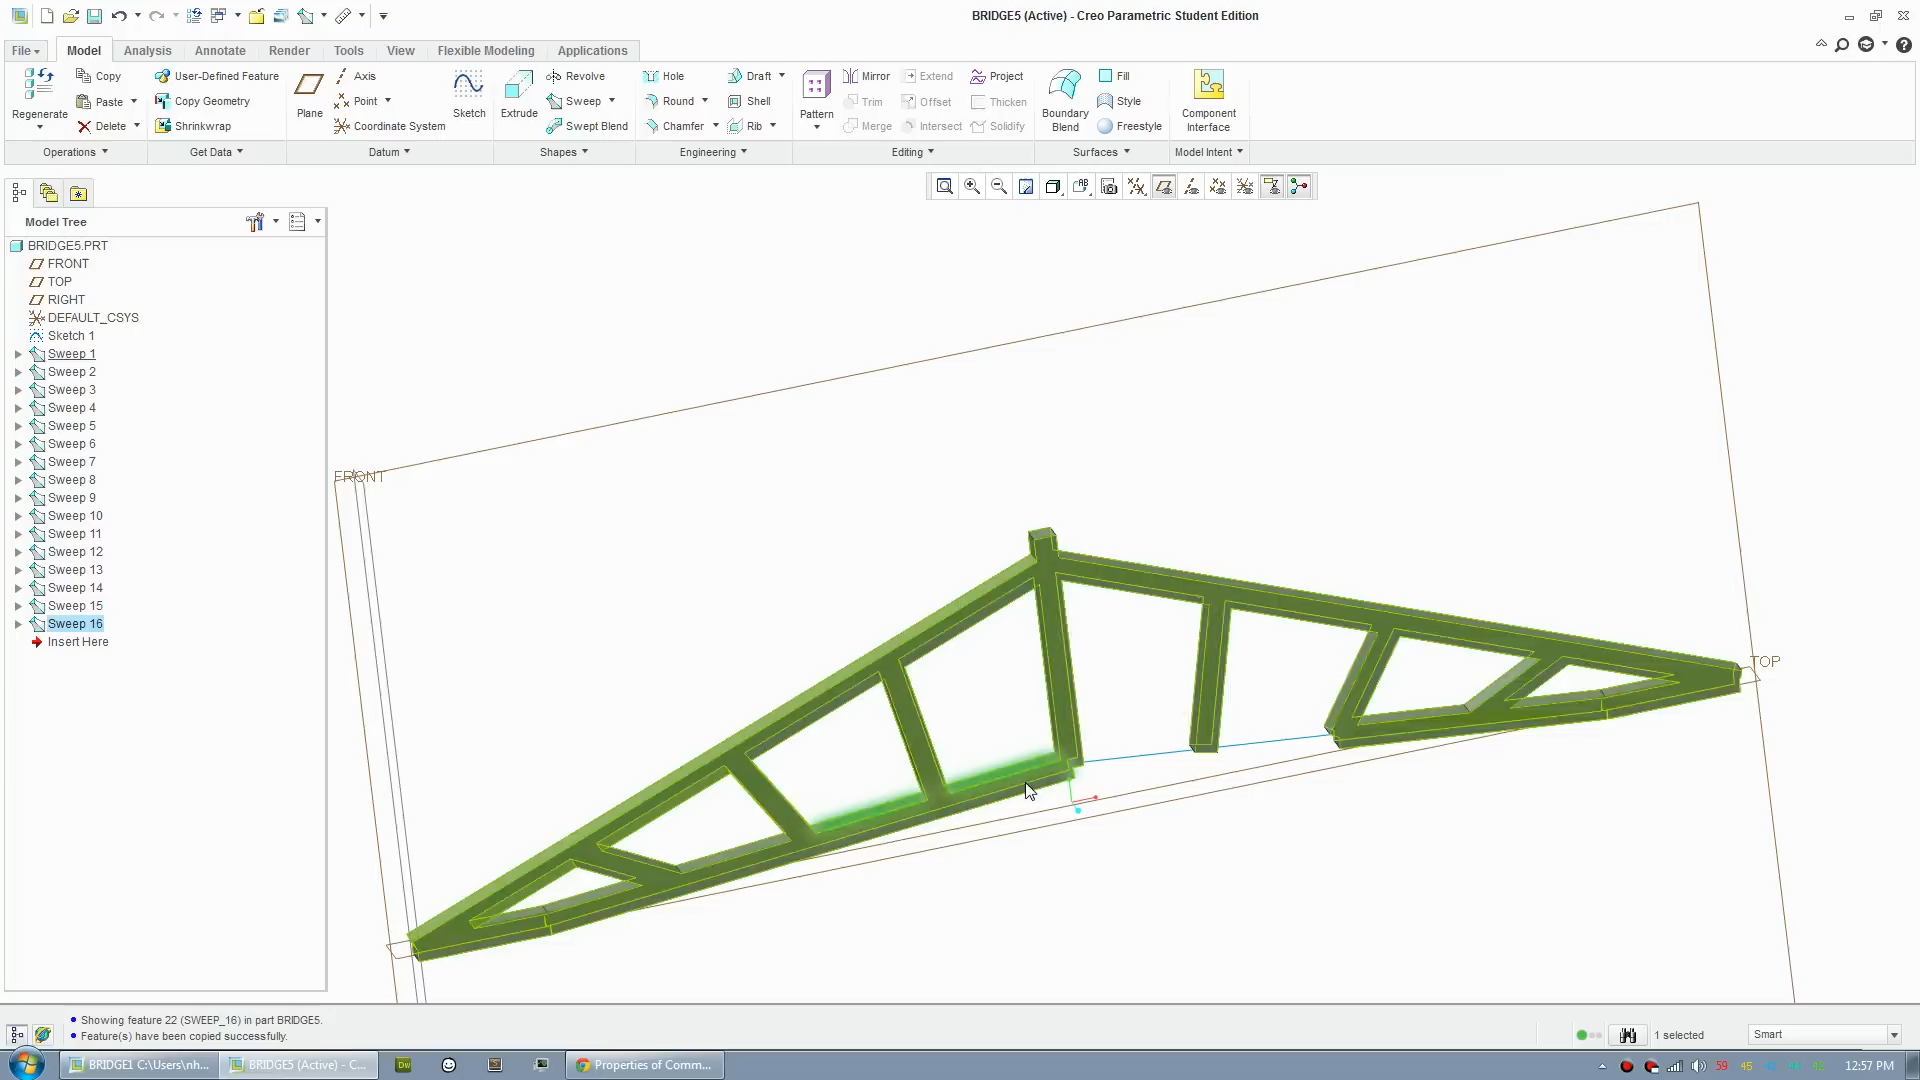 BRIDGE5 (Active) - Creo Parametric Student Edition
File Model Analysis Annotate Render Tools View Flexible Modeling Applications
Regenerate
Copy
Paste
Delete
Operations
User-Defined Feature
Copy Geometry
Shrinkwrap
Get Data
Plane
Axis
Point
Coordinate System
Sketch
Datum
Extrude
Revolve
Sweep
Swept Blend
Shapes
Hole
Round
Chamfer
Draft
Shell
Rib
Engineering
Pattern
Mirror
Trim
Merge
Extend
Offset
Intersect
Project
Thicken
Solidify
Editing
Boundary
Blend
Fill
Style
Freestyle
Surfaces
Component
Interface
Model Intent
Model Tree
BRIDGE5.PRT
FRONT
TOP
RIGHT
DEFAULT_CSYS
Sketch 1
Sweep 1
Sweep 2
Sweep 3
Sweep 4
Sweep 5
Sweep 6
Sweep 7
Sweep 8
Sweep 9
Sweep 10
Sweep 11
Sweep 12
Sweep 13
Sweep 14
Sweep 15
Sweep 16
Insert Here
FRONT
TOP
Showing feature 22 (SWEEP_16) in part BRIDGE5.
Feature(s) have been copied successfully.
1 selected
Smart
BRIDGE1 C:\Users\nh...
BRIDGE5 (Active) - C...
Dw
Properties of Comm...
59 45
12:57 PM